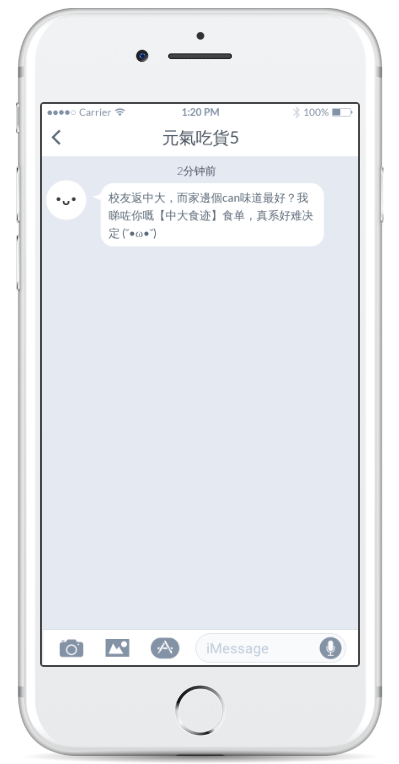 Carrier 1:20 PM 100%
元氣吃貨5
2分钟前
校友返中大，而家邊個can味道最好？我
睇咗你嘅【中大食迹】食单，真系好难决
定 (˘•ω•˘)
iMessage